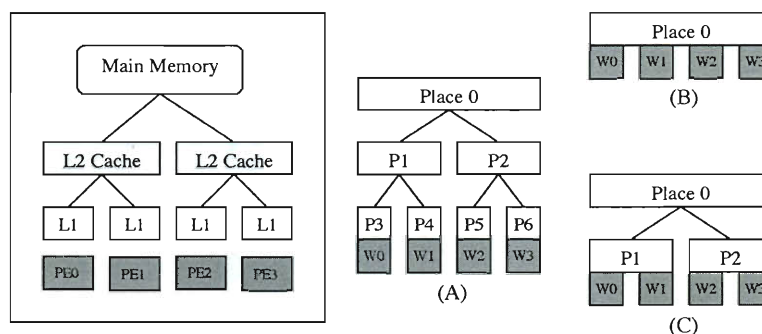 Main Memory
L2 Cache
L2 Cache
L1
L1
L1
L1
PE0
PE1
PE2
PE3
Place 0
P1
P2
P3
P4
P5
P6
W0
W1
W2
W3
(A)
Place 0
W0
W1
W2
W3
(B)
Place 0
P1
P2
W0
W1
W2
W3
(C)